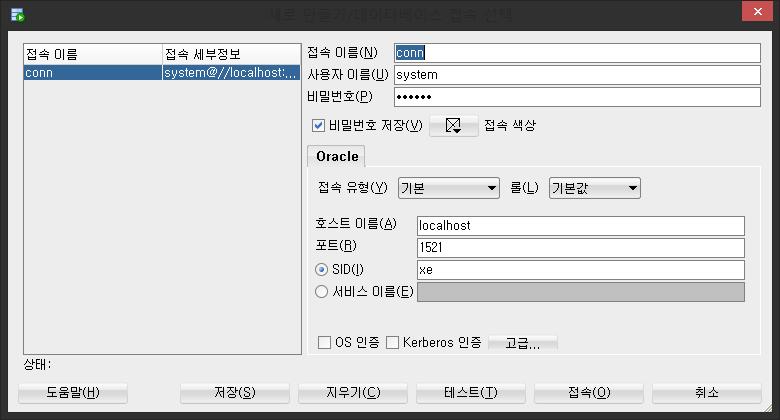 새로 만들기/데이터베이스 접속 선택
접속 이름 접속 세부정보
conn system@//localhost:...
접속 이름(N) conn
사용자 이름(U) system
비밀번호(P) ••••••
비밀번호 저장(V) 접속 색상
Oracle
접속 유형(Y) 기본 롤(L) 기본값
호스트 이름(A) localhost
포트(R) 1521
SID(I) xe
서비스 이름(E)
OS 인증 Kerberos 인증 고급...
상태:
도움말(H) 저장(S) 지우기(C) 테스트(T) 접속(O) 취소